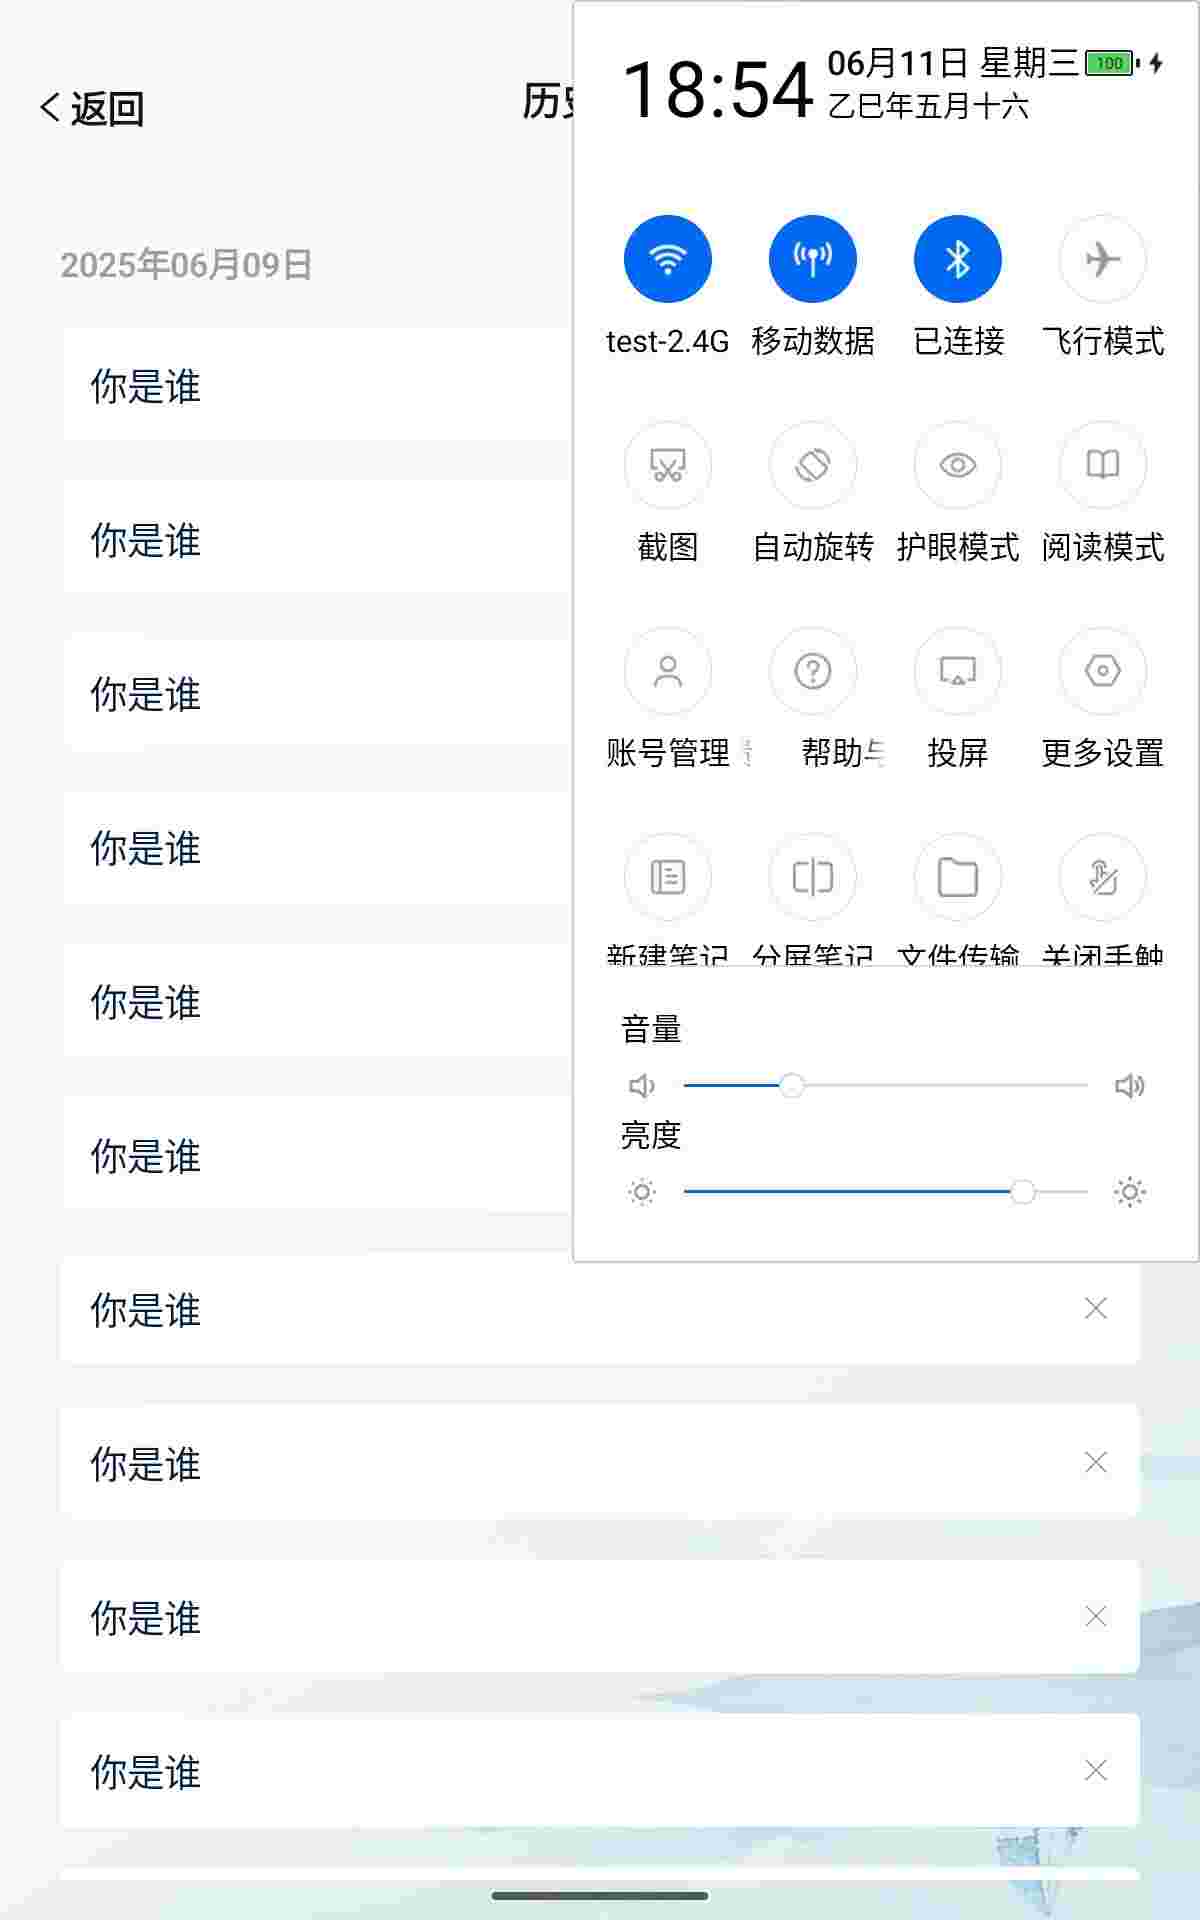 返回
历史
18:54
06月11日 星期三
100
乙巳年五月十六
2025年06月09日
test-2.4G 移动数据 已连接 飞行模式
你是谁
截图 自动旋转 护眼模式 阅读模式
你是谁
你是谁
账号管理 帮助与 投屏 更多设置
你是谁
新建笔记 分屏笔记 文件传输 关闭手触
你是谁
音量
亮度
你是谁
你是谁
你是谁
你是谁
你是谁